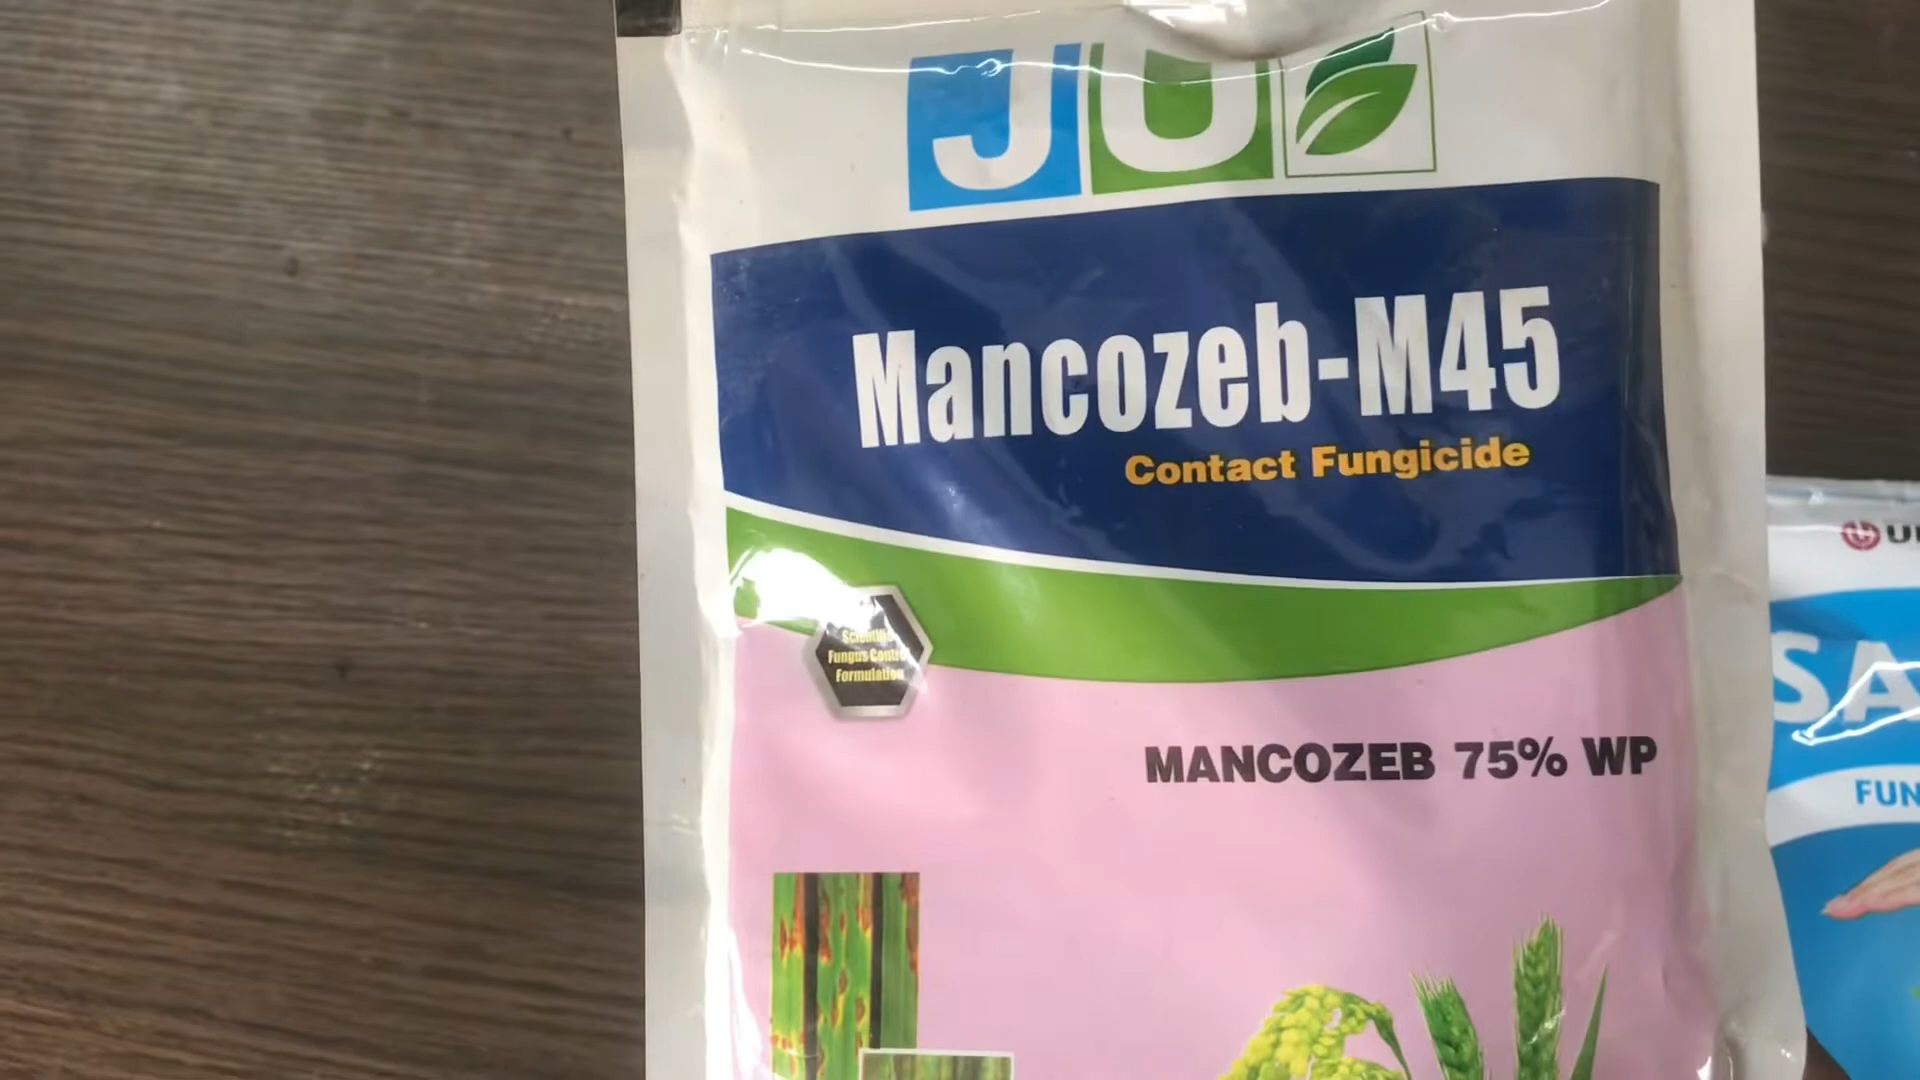 JU
Mancozeb-M45
Contact Fungicide
Scientific
Fungus Control
Formulation
MANCOZEB 75% WP
SA
FUN